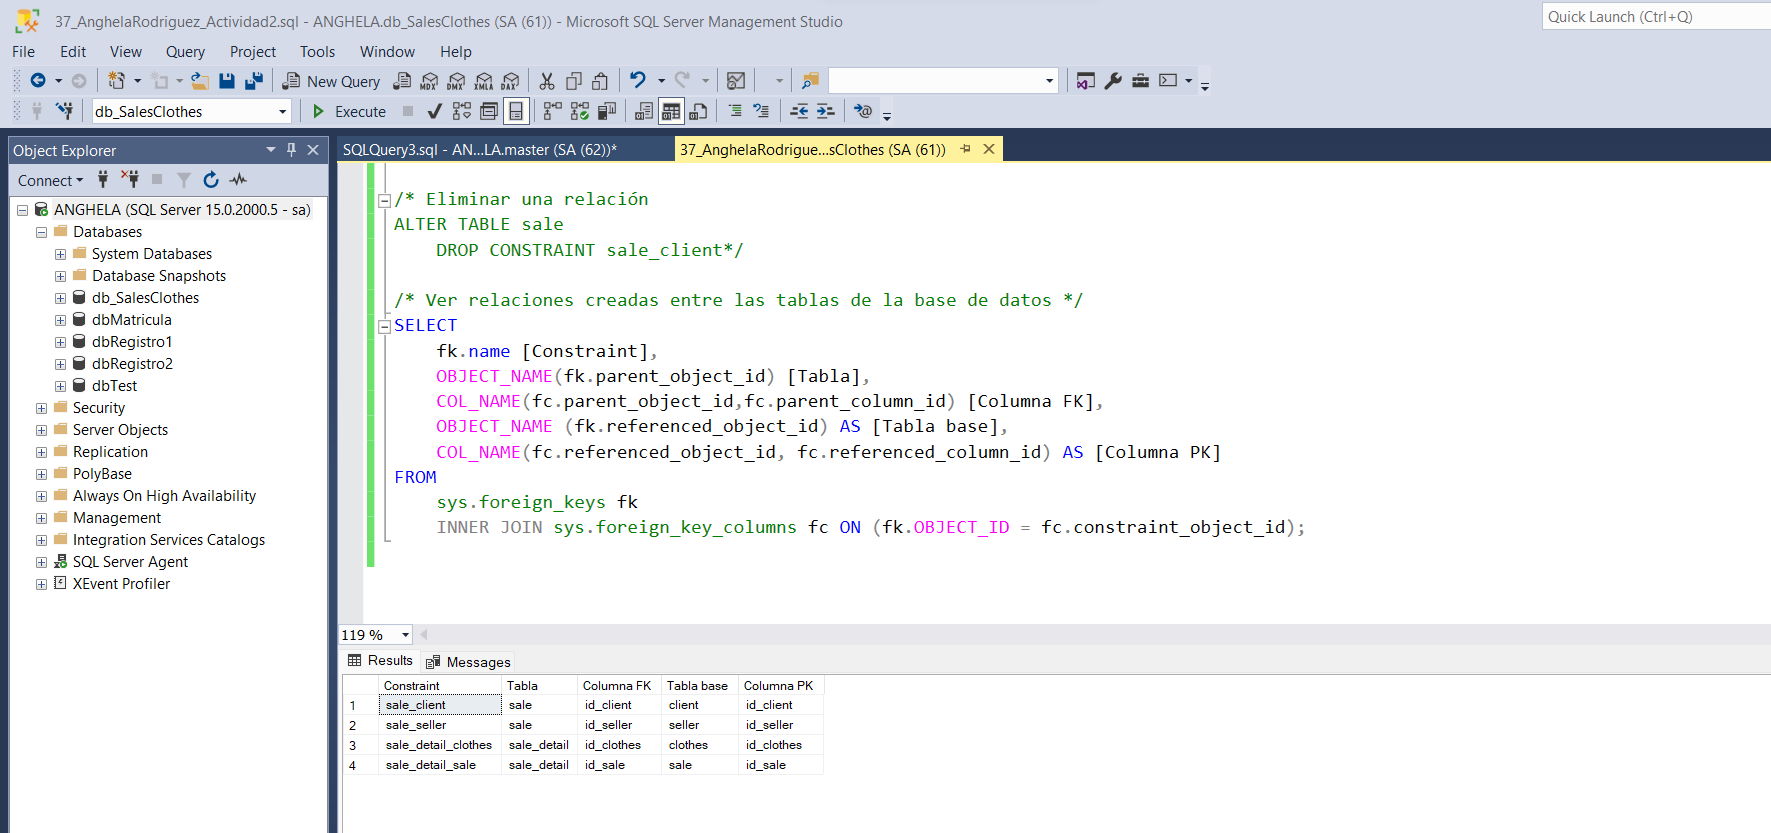 37_AnghelaRodriguez_Actividad2.sql - ANGHELA.db_SalesClothes (SA (61)) - Microsoft SQL Server Management Studio
Quick Launch (Ctrl+Q)
File Edit View Query Project Tools Window Help
New Query MDX DMX XMLA DAX
db_SalesClothes Execute
Object Explorer
SQLQuery3.sql - AN...LA.master (SA (62))*
37_AnghelaRodrigue...sClothes (SA (61))
Connect
ANGHELA (SQL Server 15.0.2000.5 - sa)
Databases
System Databases
Database Snapshots
db_SalesClothes
dbMatricula
dbRegistro1
dbRegistro2
dbTest
Security
Server Objects
Replication
PolyBase
Always On High Availability
Management
Integration Services Catalogs
SQL Server Agent
XEvent Profiler
/* Eliminar una relación
ALTER TABLE sale
DROP CONSTRAINT sale_client*/
/* Ver relaciones creadas entre las tablas de la base de datos */
SELECT
fk.name [Constraint],
OBJECT_NAME(fk.parent_object_id) [Tabla],
COL_NAME(fc.parent_object_id,fc.parent_column_id) [Columna FK],
OBJECT_NAME (fk.referenced_object_id) AS [Tabla base],
COL_NAME(fc.referenced_object_id, fc.referenced_column_id) AS [Columna PK]
FROM
sys.foreign_keys fk
INNER JOIN sys.foreign_key_columns fc ON (fk.OBJECT_ID = fc.constraint_object_id);
119 %
Results Messages
Constraint Tabla Columna FK Tabla base Columna PK
1 sale_client sale id_client client id_client
2 sale_seller sale id_seller seller id_seller
3 sale_detail_clothes sale_detail id_clothes clothes id_clothes
4 sale_detail_sale sale_detail id_sale sale id_sale